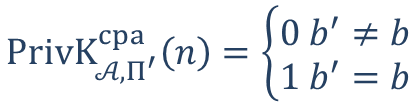 PrivK^{cpa}_{𝒜,Π′}(n) = {0 b′ ≠ b
1 b′ = b